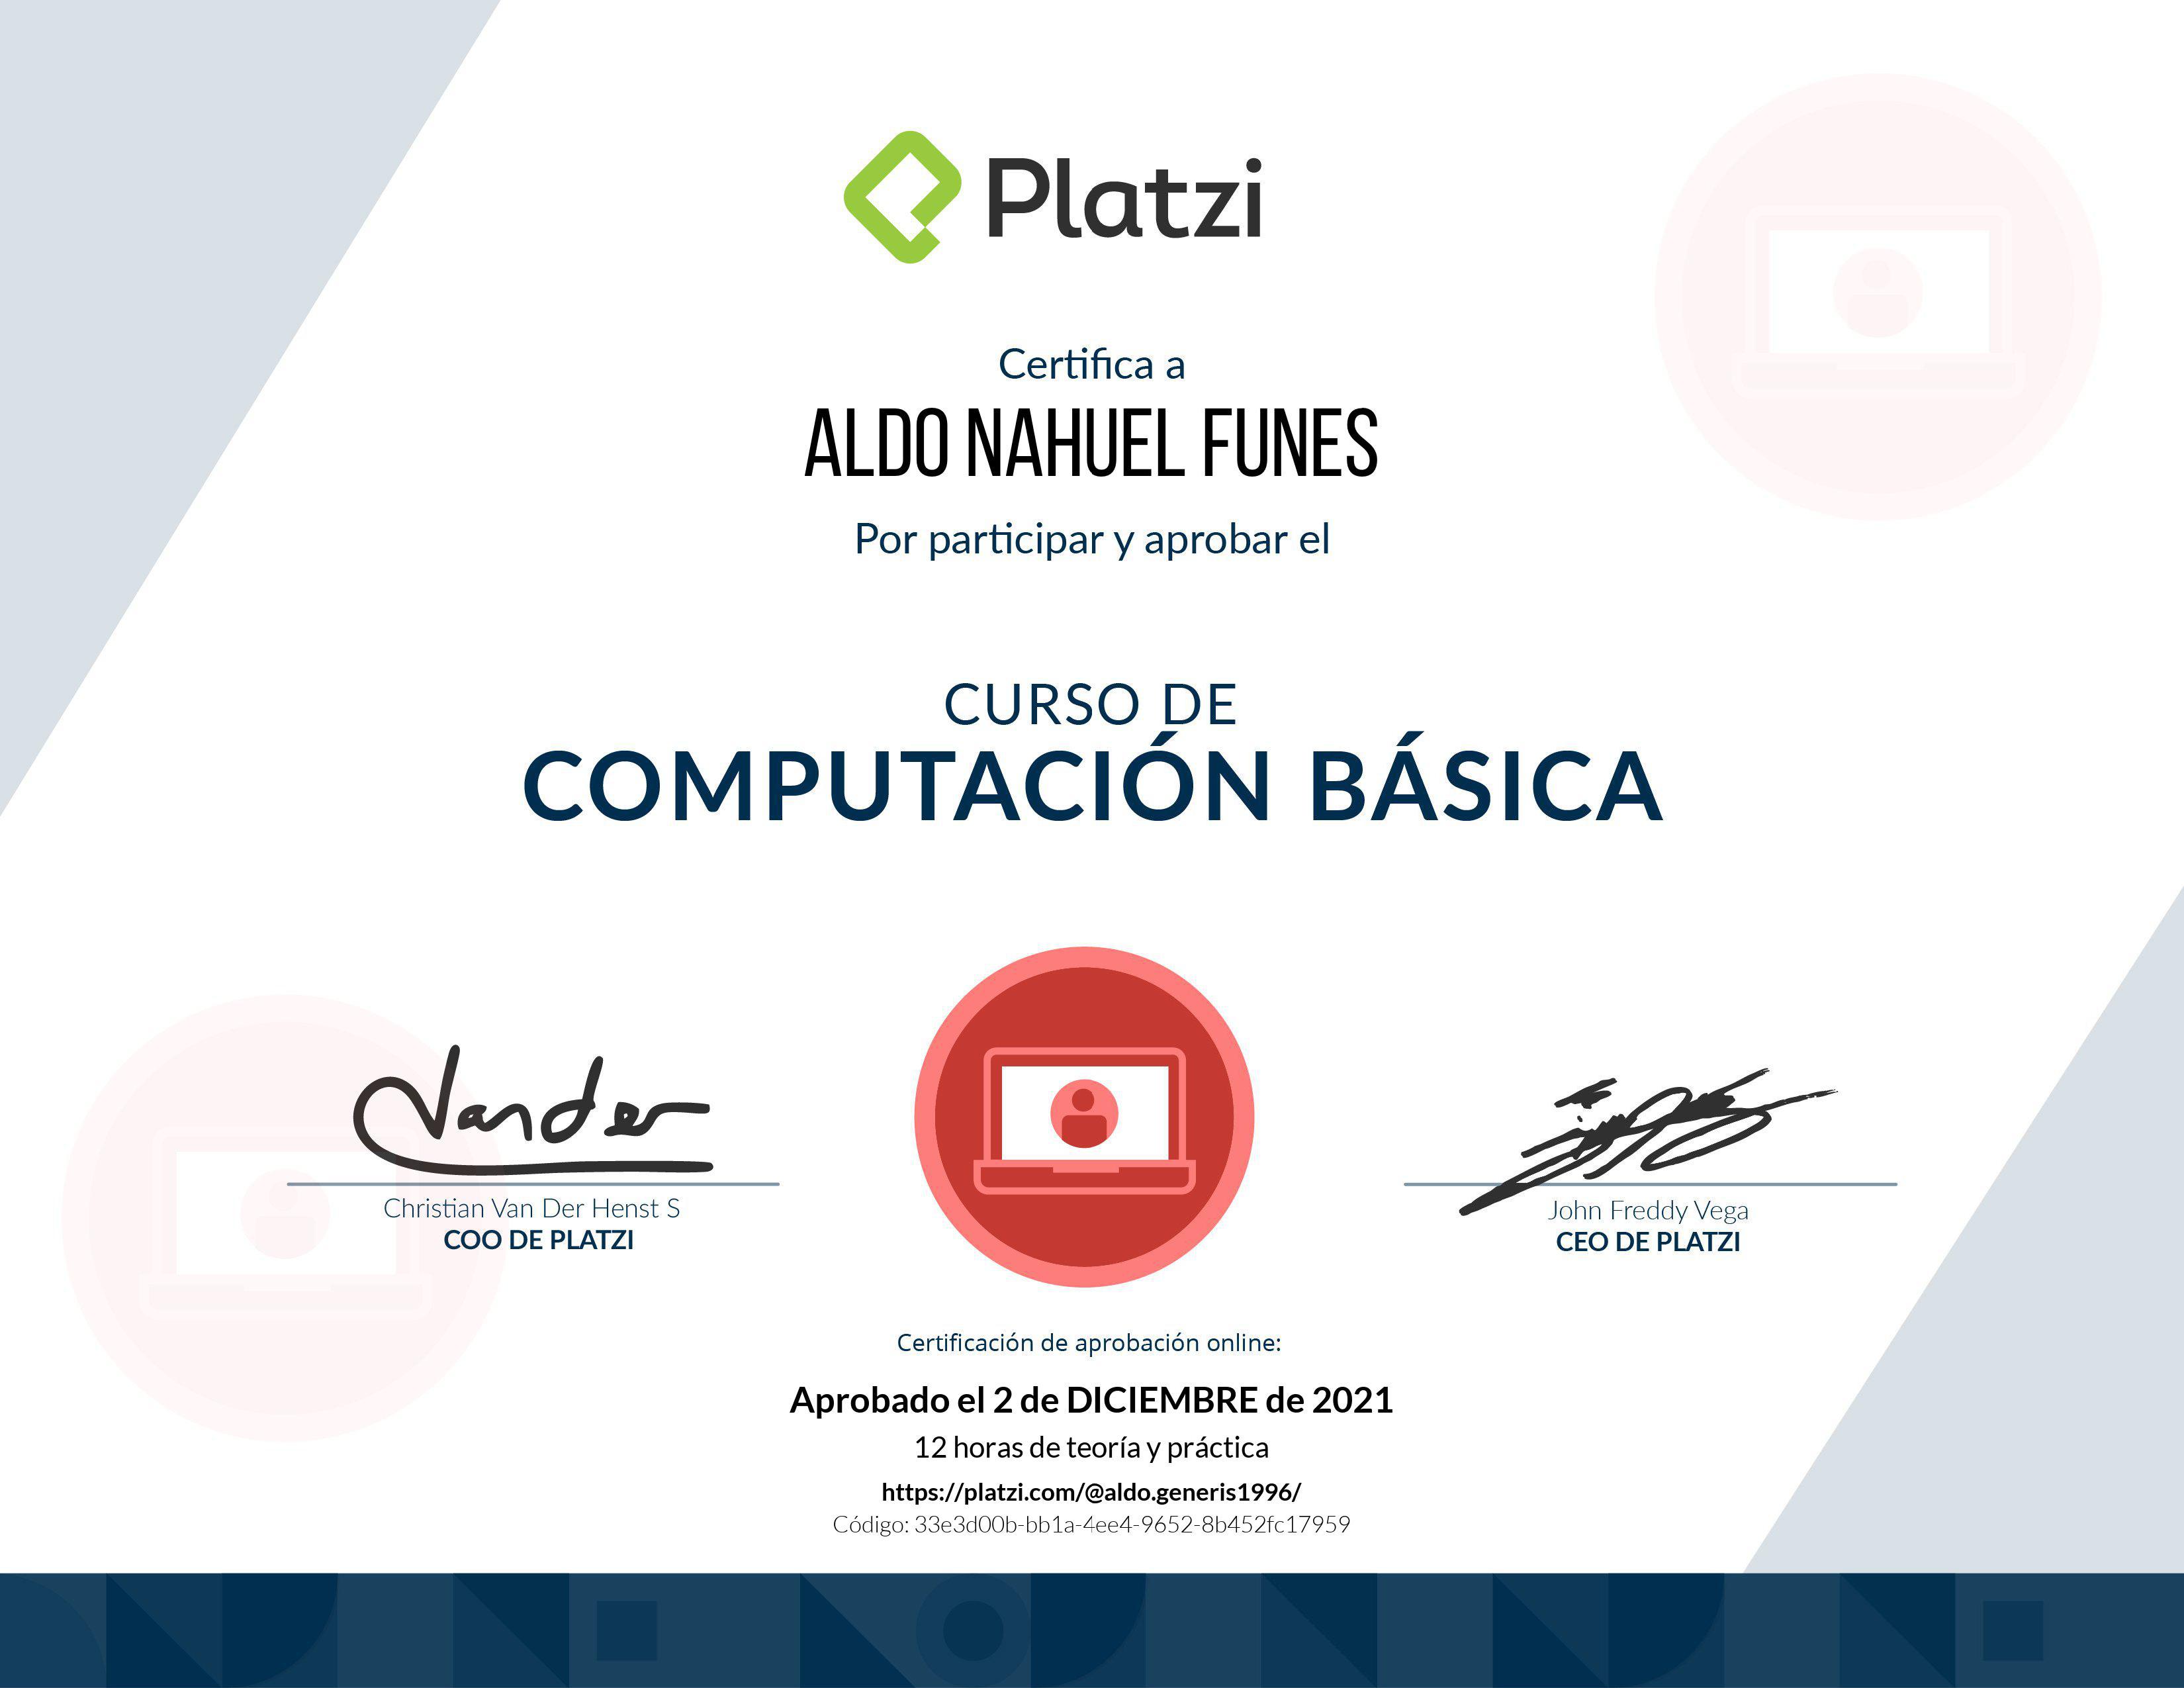 Platzi
Certifica a
ALDO NAHUEL FUNES
Por participar y aprobar el
CURSO DE
COMPUTACIÓN BÁSICA
Vander
Christian Van Der Henst S
COO DE PLATZI
John Freddy Vega
CEO DE PLATZI
Certificación de aprobación online:
Aprobado el 2 de DICIEMBRE de 2021
12 horas de teoría y práctica
https://platzi.com/@aldo.generis1996/
Código: 33e3d00b-bb1a-4ee4-9652-8b452fc17959